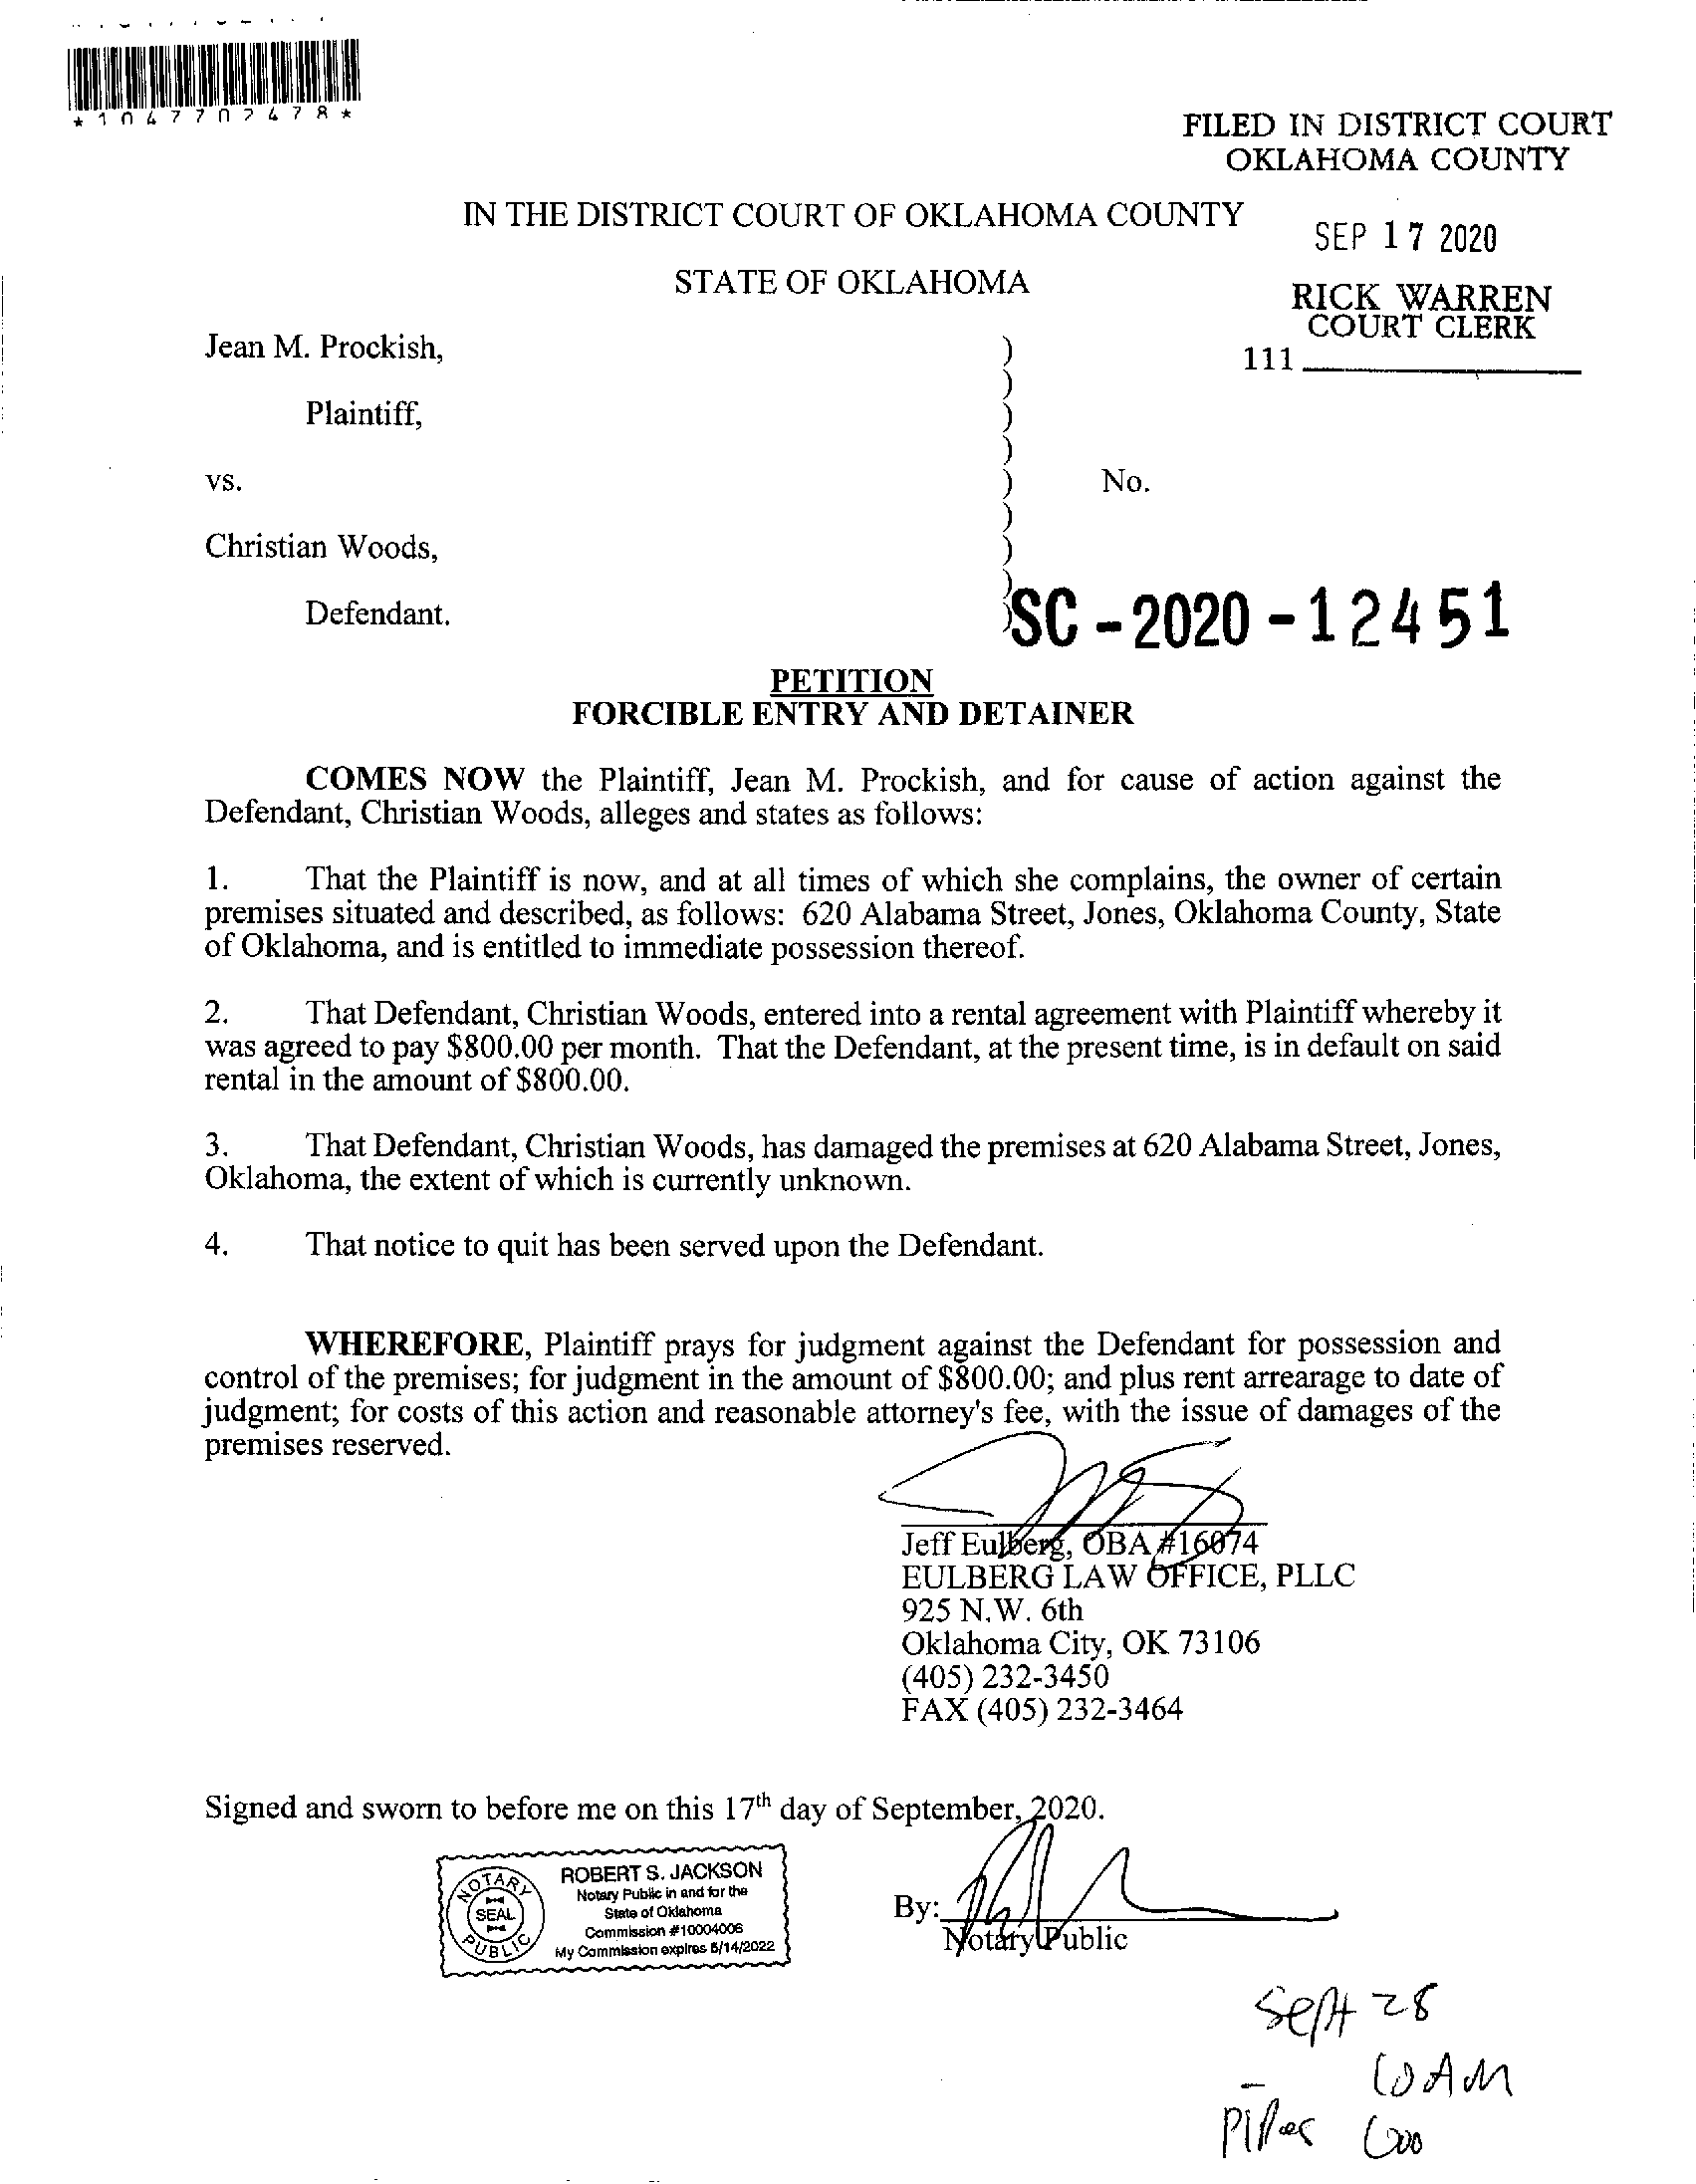 *1047702478*
FILED IN DISTRICT COURT
OKLAHOMA COUNTY
IN THE DISTRICT COURT OF OKLAHOMA COUNTY
SEP 17 2020
STATE OF OKLAHOMA
RICK WARREN
COURT CLERK
111
Jean M. Prockish, )
)
Plaintiff, )
)
vs. ) No.
)
Christian Woods, )
)
Defendant. )
SC - 2020 - 12451
PETITION
FORCIBLE ENTRY AND DETAINER
COMES NOW the Plaintiff, Jean M. Prockish, and for cause of action against the
Defendant, Christian Woods, alleges and states as follows:
1. That the Plaintiff is now, and at all times of which she complains, the owner of certain
premises situated and described, as follows: 620 Alabama Street, Jones, Oklahoma County, State
of Oklahoma, and is entitled to immediate possession thereof.
2. That Defendant, Christian Woods, entered into a rental agreement with Plaintiff whereby it
was agreed to pay $800.00 per month. That the Defendant, at the present time, is in default on said
rental in the amount of $800.00.
3. That Defendant, Christian Woods, has damaged the premises at 620 Alabama Street, Jones,
Oklahoma, the extent of which is currently unknown.
4. That notice to quit has been served upon the Defendant.
WHEREFORE, Plaintiff prays for judgment against the Defendant for possession and
control of the premises; for judgment in the amount of $800.00; and plus rent arrearage to date of
judgment; for costs of this action and reasonable attorney's fee, with the issue of damages of the
premises reserved.
Jeff Eulberg, OBA #16074
EULBERG LAW OFFICE, PLLC
925 N.W. 6th
Oklahoma City, OK 73106
(405) 232-3450
FAX (405) 232-3464
Signed and sworn to before me on this 17th day of September, 2020.
NOTARY
SEAL
PUBLIC
ROBERT S. JACKSON
Notary Public in and for the
State of Oklahoma
Commission #10004006
My Commission expires 5/14/2022
By:
Notary Public
Sept 28
10 AM